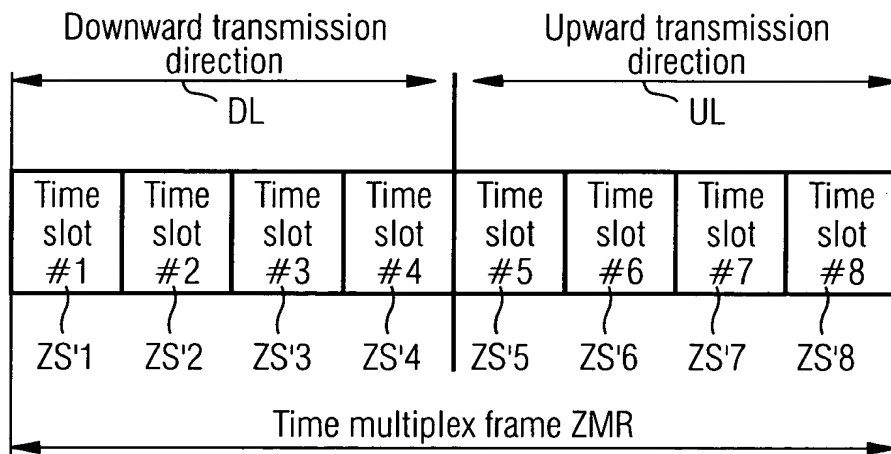 Downward transmission direction
Upward transmission direction
DL
UL
Time slot #1
Time slot #2
Time slot #3
Time slot #4
Time slot #5
Time slot #6
Time slot #7
Time slot #8
ZS'1
ZS'2
ZS'3
ZS'4
ZS'5
ZS'6
ZS'7
ZS'8
Time multiplex frame ZMR